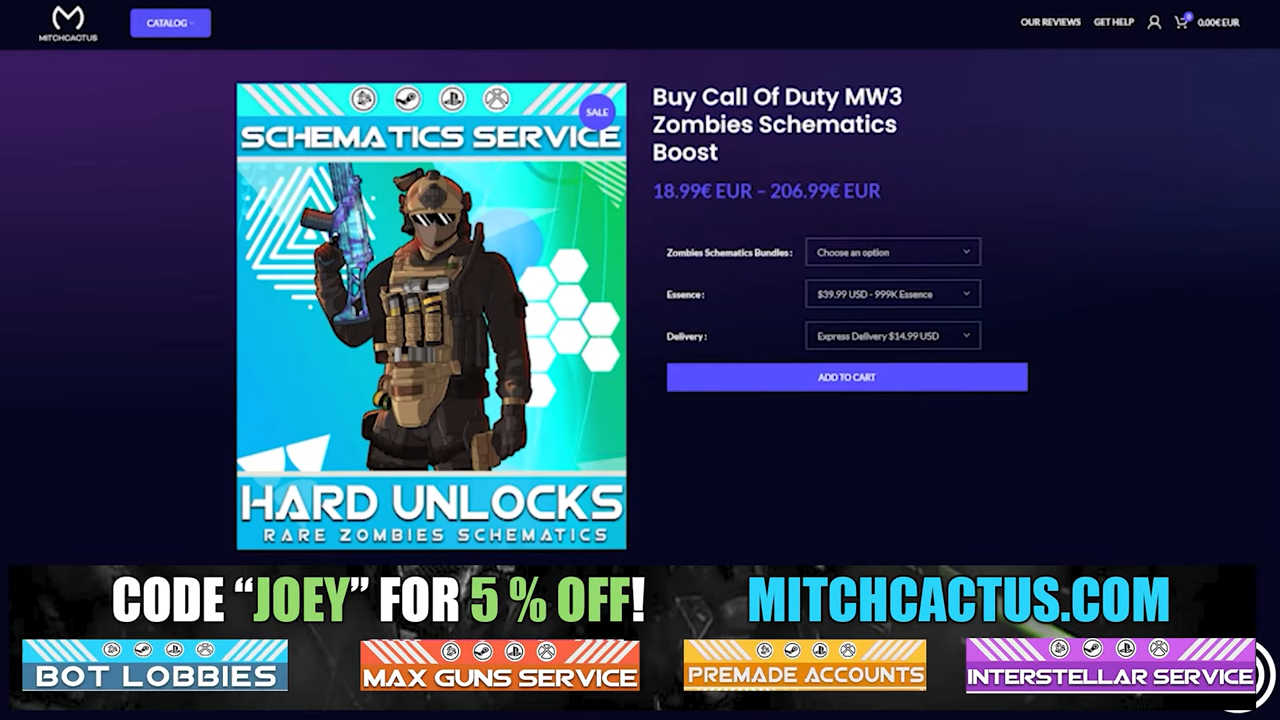 MITCHCACTUS
CATALOG
OUR REVIEWS
GET HELP
0
0.00€ EUR
SALE
SCHEMATICS SERVICE
HARD UNLOCKS
RARE ZOMBIES SCHEMATICS
Buy Call Of Duty MW3
Zombies Schematics
Boost
18.99€ EUR – 206.99€ EUR
Zombies Schematics Bundles : Choose an option
Essence : $39.99 USD - 999K Essence
Delivery : Express Delivery $14.99 USD
ADD TO CART
CODE “JOEY” FOR 5 % OFF!
MITCHCACTUS.COM
BOT LOBBIES
MAX GUNS SERVICE
PREMADE ACCOUNTS
INTERSTELLAR SERVICE